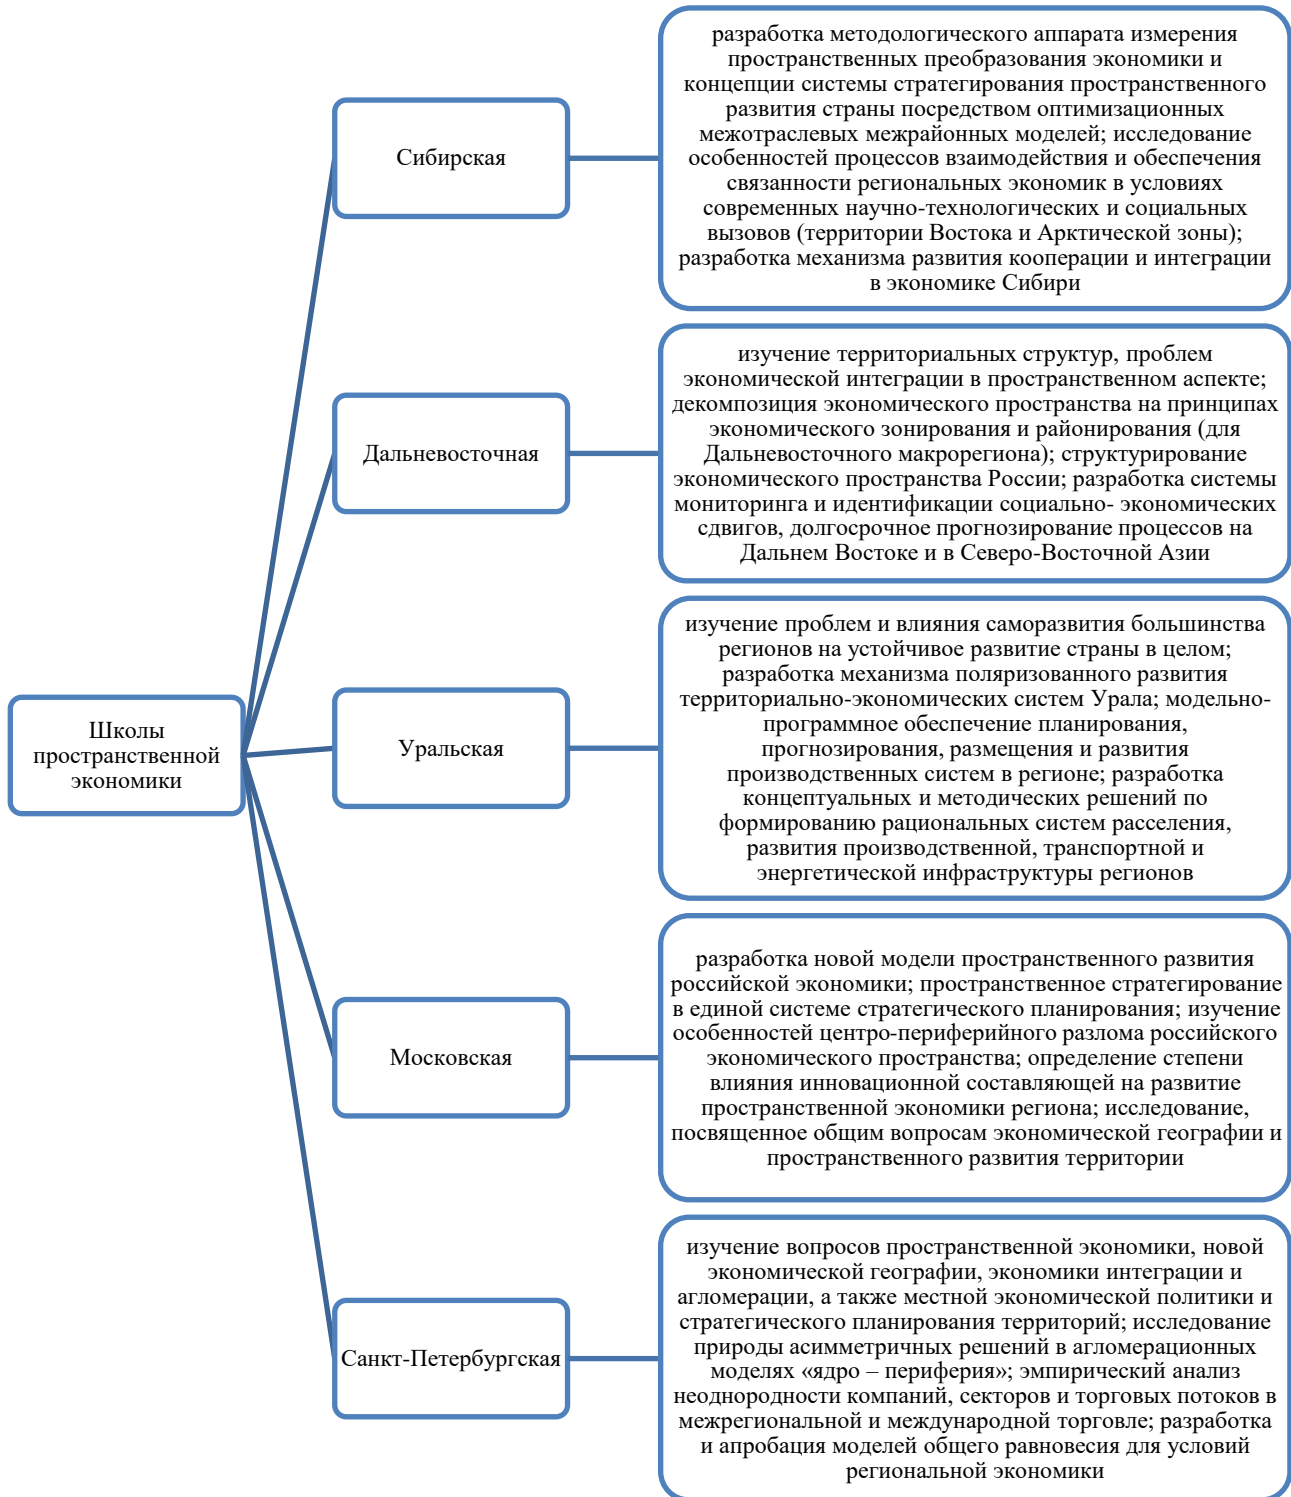 Школы
пространственной
экономики
Сибирская
разработка методологического аппарата измерения
пространственных преобразования экономики и
концепции системы стратегирования пространственного
развития страны посредством оптимизационных
межотраслевых межрайонных моделей; исследование
особенностей процессов взаимодействия и обеспечения
связанности региональных экономик в условиях
современных научно-технологических и социальных
вызовов (территории Востока и Арктической зоны);
разработка механизма развития кооперации и интеграции
в экономике Сибири
Дальневосточная
изучение территориальных структур, проблем
экономической интеграции в пространственном аспекте;
декомпозиция экономического пространства на принципах
экономического зонирования и районирования (для
Дальневосточного макрорегиона); структурирование
экономического пространства России; разработка системы
мониторинга и идентификации социально- экономических
сдвигов, долгосрочное прогнозирование процессов на
Дальнем Востоке и в Северо-Восточной Азии
Уральская
изучение проблем и влияния саморазвития большинства
регионов на устойчивое развитие страны в целом;
разработка механизма поляризованного развития
территориально-экономических систем Урала; модельно-
программное обеспечение планирования,
прогнозирования, размещения и развития
производственных систем в регионе; разработка
концептуальных и методических решений по
формированию рациональных систем расселения,
развития производственной, транспортной и
энергетической инфраструктуры регионов
Московская
разработка новой модели пространственного развития
российской экономики; пространственное стратегирование
в единой системе стратегического планирования; изучение
особенностей центро-периферийного разлома российского
экономического пространства; определение степени
влияния инновационной составляющей на развитие
пространственной экономики региона; исследование,
посвященное общим вопросам экономической географии и
пространственного развития территории
Санкт-Петербургская
изучение вопросов пространственной экономики, новой
экономической географии, экономики интеграции и
агломерации, а также местной экономической политики и
стратегического планирования территорий; исследование
природы асимметричных решений в агломерационных
моделях «ядро – периферия»; эмпирический анализ
неоднородности компаний, секторов и торговых потоков в
межрегиональной и международной торговле; разработка
и апробация моделей общего равновесия для условий
региональной экономики